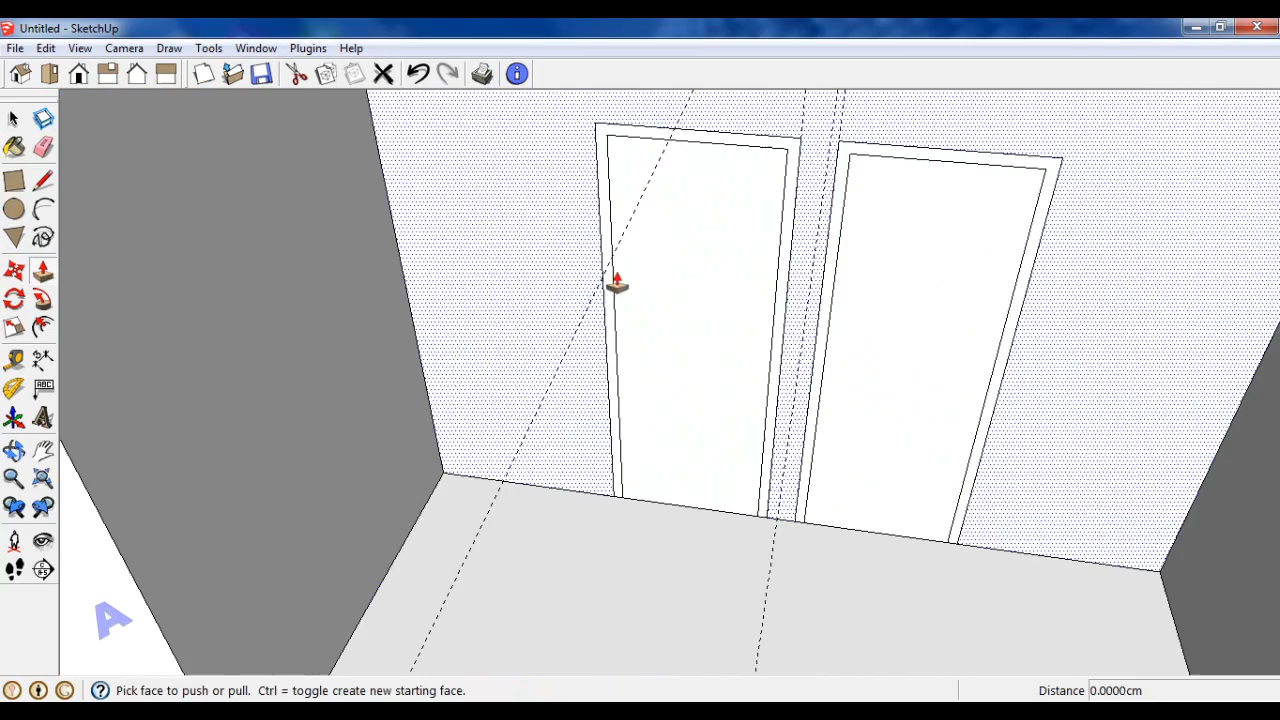 Untitled - SketchUp
File Edit View Camera Draw Tools Window Plugins Help
ABC
A
Pick face to push or pull. Ctrl = toggle create new starting face. Distance 0.0000cm